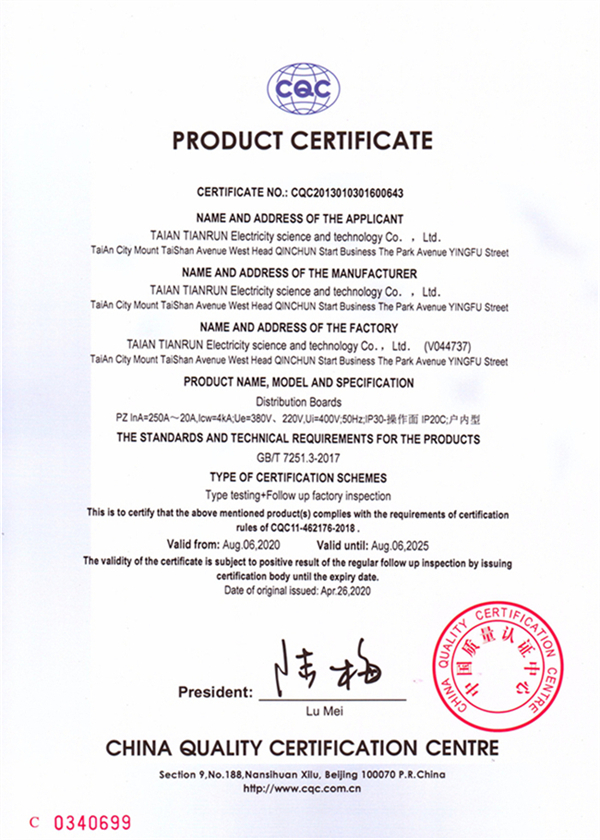 CQC
PRODUCT CERTIFICATE
CERTIFICATE NO.: CQC2013010301600643
NAME AND ADDRESS OF THE APPLICANT
TAIAN TIANRUN Electricity science and technology Co. , Ltd.
TaiAn City Mount TaiShan Avenue West Head QINCHUN Start Business The Park Avenue YINGFU Street
NAME AND ADDRESS OF THE MANUFACTURER
TAIAN TIANRUN Electricity science and technology Co. , Ltd.
TaiAn City Mount TaiShan Avenue West Head QINCHUN Start Business The Park Avenue YINGFU Street
NAME AND ADDRESS OF THE FACTORY
TAIAN TIANRUN Electricity science and technology Co. , Ltd. (V044737)
TaiAn City Mount TaiShan Avenue West Head QINCHUN Start Business The Park Avenue YINGFU Street
PRODUCT NAME, MODEL AND SPECIFICATION
Distribution Boards
PZ InA=250A~20A,Icw=4kA;Ue=380V、220V,Ui=400V;50Hz;IP30-操作面 IP20C;户内型
THE STANDARDS AND TECHNICAL REQUIREMENTS FOR THE PRODUCTS
GB/T 7251.3-2017
TYPE OF CERTIFICATION SCHEMES
Type testing+Follow up factory inspection
This is to certify that the above mentioned product(s) complies with the requirements of certification
rules of CQC11-462176-2018 .
Valid from: Aug.06,2020 Valid until: Aug.06,2025
The validity of the certificate is subject to positive result of the regular follow up inspection by issuing
certification body until the expiry date.
Date of original issued: Apr.26,2020
CHINA QUALITY CERTIFICATION CENTRE
中国质量认证中心
陆梅
President:
Lu Mei
CHINA QUALITY CERTIFICATION CENTRE
Section 9,No.188,Nansihuan Xilu, Beijing 100070 P.R.China
http://www.cqc.com.cn
C 0340699